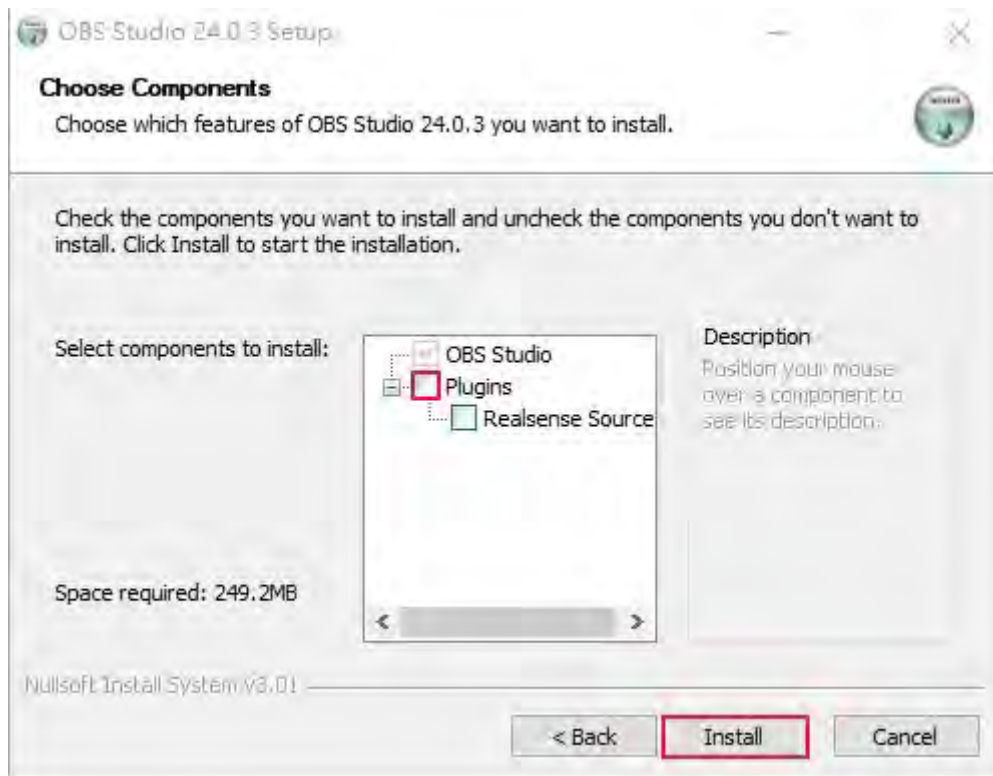 OBS Studio 24.0.3 Setup
Choose Components
Choose which features of OBS Studio 24.0.3 you want to install.
Check the components you want to install and uncheck the components you don't want to
install. Click Install to start the installation.
Select components to install:
OBS Studio
Plugins
Realsense Source
Description
Position your mouse
over a component to
see its description.
Space required: 249.2MB
Nullsoft Install System v3.01
< Back
Install
Cancel